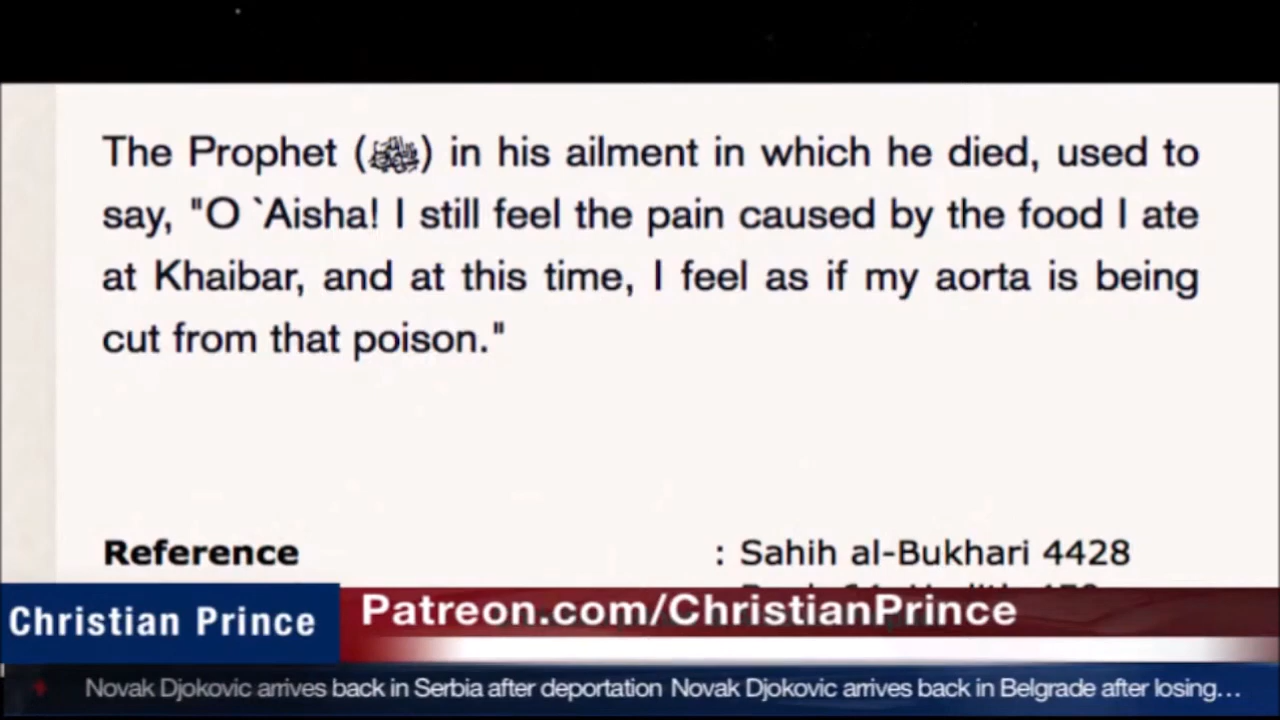 The Prophet (ﷺ) in his ailment in which he died, used to
say, "O `Aisha! I still feel the pain caused by the food I ate
at Khaibar, and at this time, I feel as if my aorta is being
cut from that poison."
Reference : Sahih al-Bukhari 4428
Christian Prince
Patreon.com/ChristianPrince
Novak Djokovic arrives back in Serbia after deportation Novak Djokovic arrives back in Belgrade after losing...